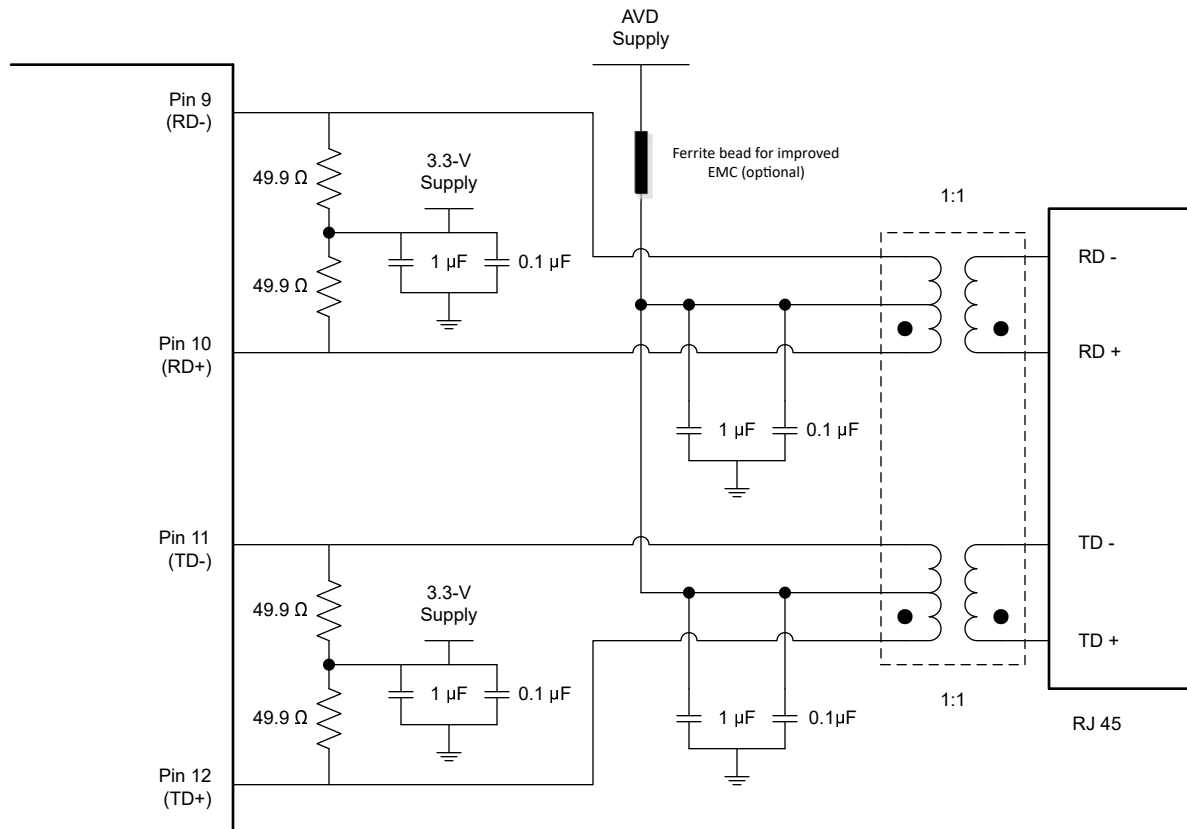 AVD
Supply
Pin 9
(RD-)
49.9 Ω
3.3-V
Supply
Ferrite bead for improved
EMC (optional)
1:1
49.9 Ω
1 µF
0.1 µF
RD -
Pin 10
(RD+)
RD +
1 µF
0.1 µF
Pin 11
(TD-)
TD -
49.9 Ω
3.3-V
Supply
TD +
49.9 Ω
1 µF
0.1 µF
1 µF
0.1µF
1:1
RJ 45
Pin 12
(TD+)